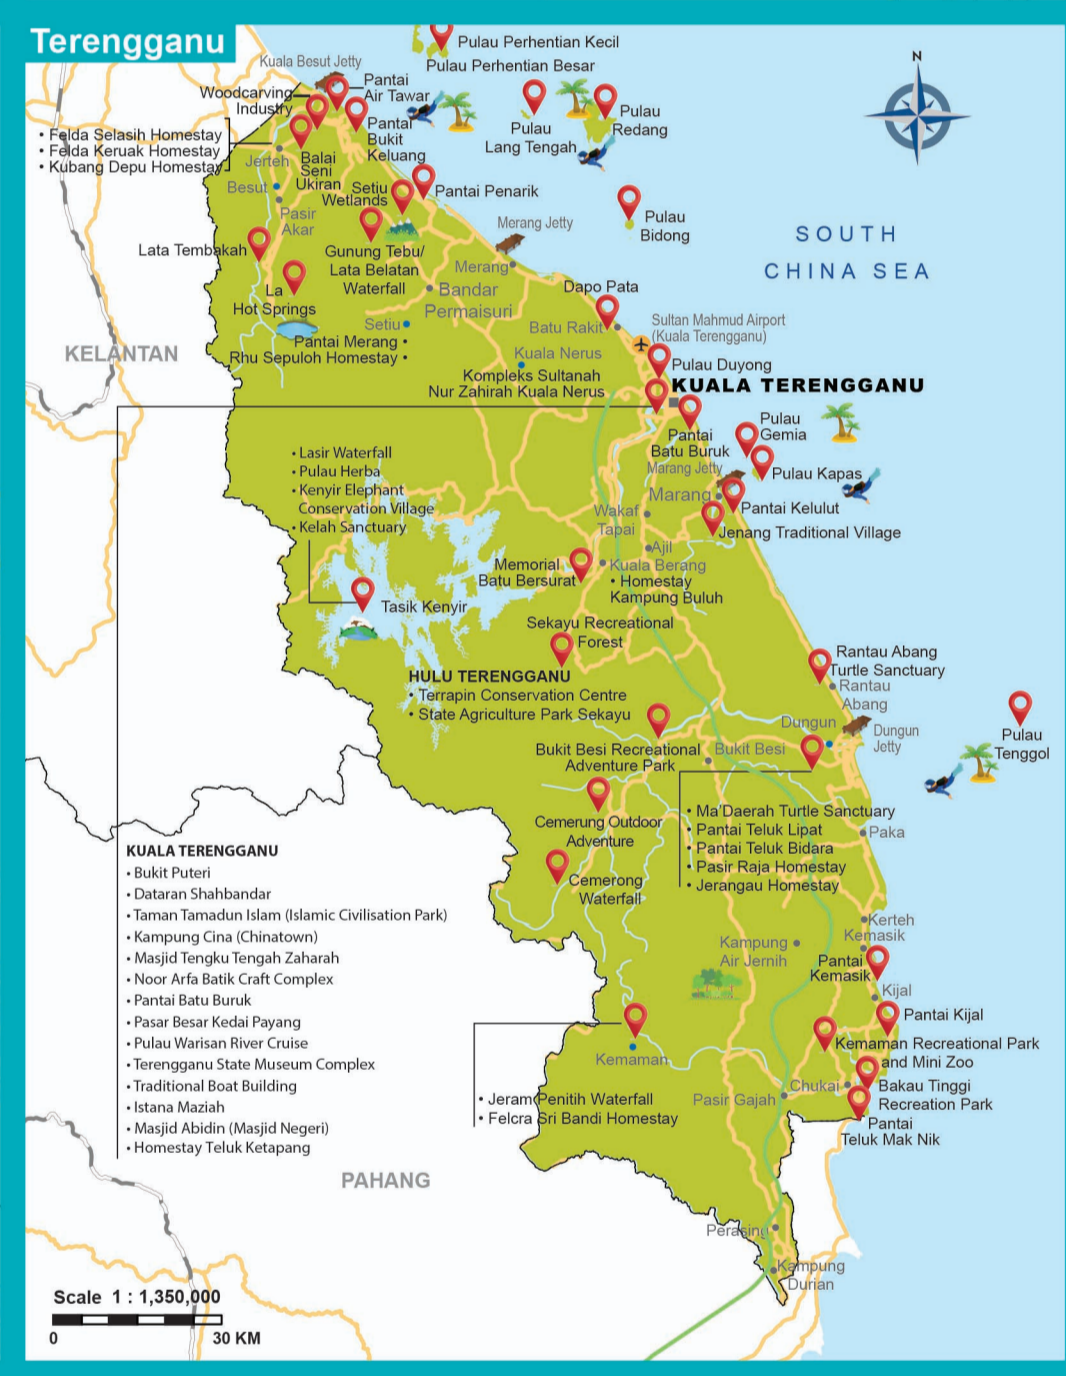 Terengganu
Pulau Perhentian Kecil
Pulau Perhentian Besar
Kuala Besut Jetty
Pantai
Air Tawar
Woodcarving
Industry
Pantai
Bukit
Keluang
Pulau
Lang Tengah
Pulau
Redang
N
• Felda Selasih Homestay
• Felda Keruak Homestay
• Kubang Depu Homestay
Jerteh
Balai
Seni
Ukiran
Besut
Pasir
Akar
Setiu
Wetlands
Pantai Penarik
Pulau
Bidong
SOUTH
CHINA SEA
Merang Jetty
Lata Tembakah
Gunung Tebu/
Lata Belatan
Waterfall
Merang
La
Hot Springs
Bandar
Permaisuri
Dapo Pata
Setiu
Batu Rakit
Sultan Mahmud Airport
(Kuala Terengganu)
KELANTAN
Pantai Merang •
Rhu Sepuloh Homestay •
Kuala Nerus
Kompleks Sultanah
Nur Zahirah Kuala Nerus
Pulau Duyong
KUALA TERENGGANU
Pantai
Batu Buruk
Pulau
Gemia
Marang Jetty
Pulau Kapas
• Lasir Waterfall
• Pulau Herba
• Kenyir Elephant
Conservation Village
• Kelah Sanctuary
Marang
Pantai Kelulut
Wakaf
Tapai
Jenang Traditional Village
Ajil
Memorial
Batu Bersurat
Kuala Berang
• Homestay
Kampung Buluh
Tasik Kenyir
Sekayu Recreational
Forest
Rantau Abang
Turtle Sanctuary
HULU TERENGGANU
• Terrapin Conservation Centre
• State Agriculture Park Sekayu
Rantau
Abang
Dungun
Dungun
Jetty
Pulau
Tenggol
Bukit Besi Recreational
Adventure Park
Bukit Besi
Cemerung Outdoor
Adventure
• Ma'Daerah Turtle Sanctuary
• Pantai Teluk Lipat
• Pantai Teluk Bidara
• Pasir Raja Homestay
• Jerangau Homestay
Paka
Cemerong
Waterfall
KUALA TERENGGANU
• Bukit Puteri
• Dataran Shahbandar
• Taman Tamadun Islam (Islamic Civilisation Park)
• Kampung Cina (Chinatown)
• Masjid Tengku Tengah Zaharah
• Noor Arfa Batik Craft Complex
• Pantai Batu Buruk
• Pasar Besar Kedai Payang
• Pulau Warisan River Cruise
• Terengganu State Museum Complex
• Traditional Boat Building
• Istana Maziah
• Masjid Abidin (Masjid Negeri)
• Homestay Teluk Ketapang
Kerteh
Kemasik
Kampung
Air Jernih
Pantai
Kemasik
Kijal
Pantai Kijal
Kemaman
Kemaman Recreational Park
and Mini Zoo
• Jeram Penitih Waterfall
• Felcra Sri Bandi Homestay
Chukai
Pasir Gajah
Bakau Tinggi
Recreation Park
Pantai
Teluk Mak Nik
PAHANG
Perasing
Kampung
Durian
Scale 1 : 1,350,000
0 30 KM